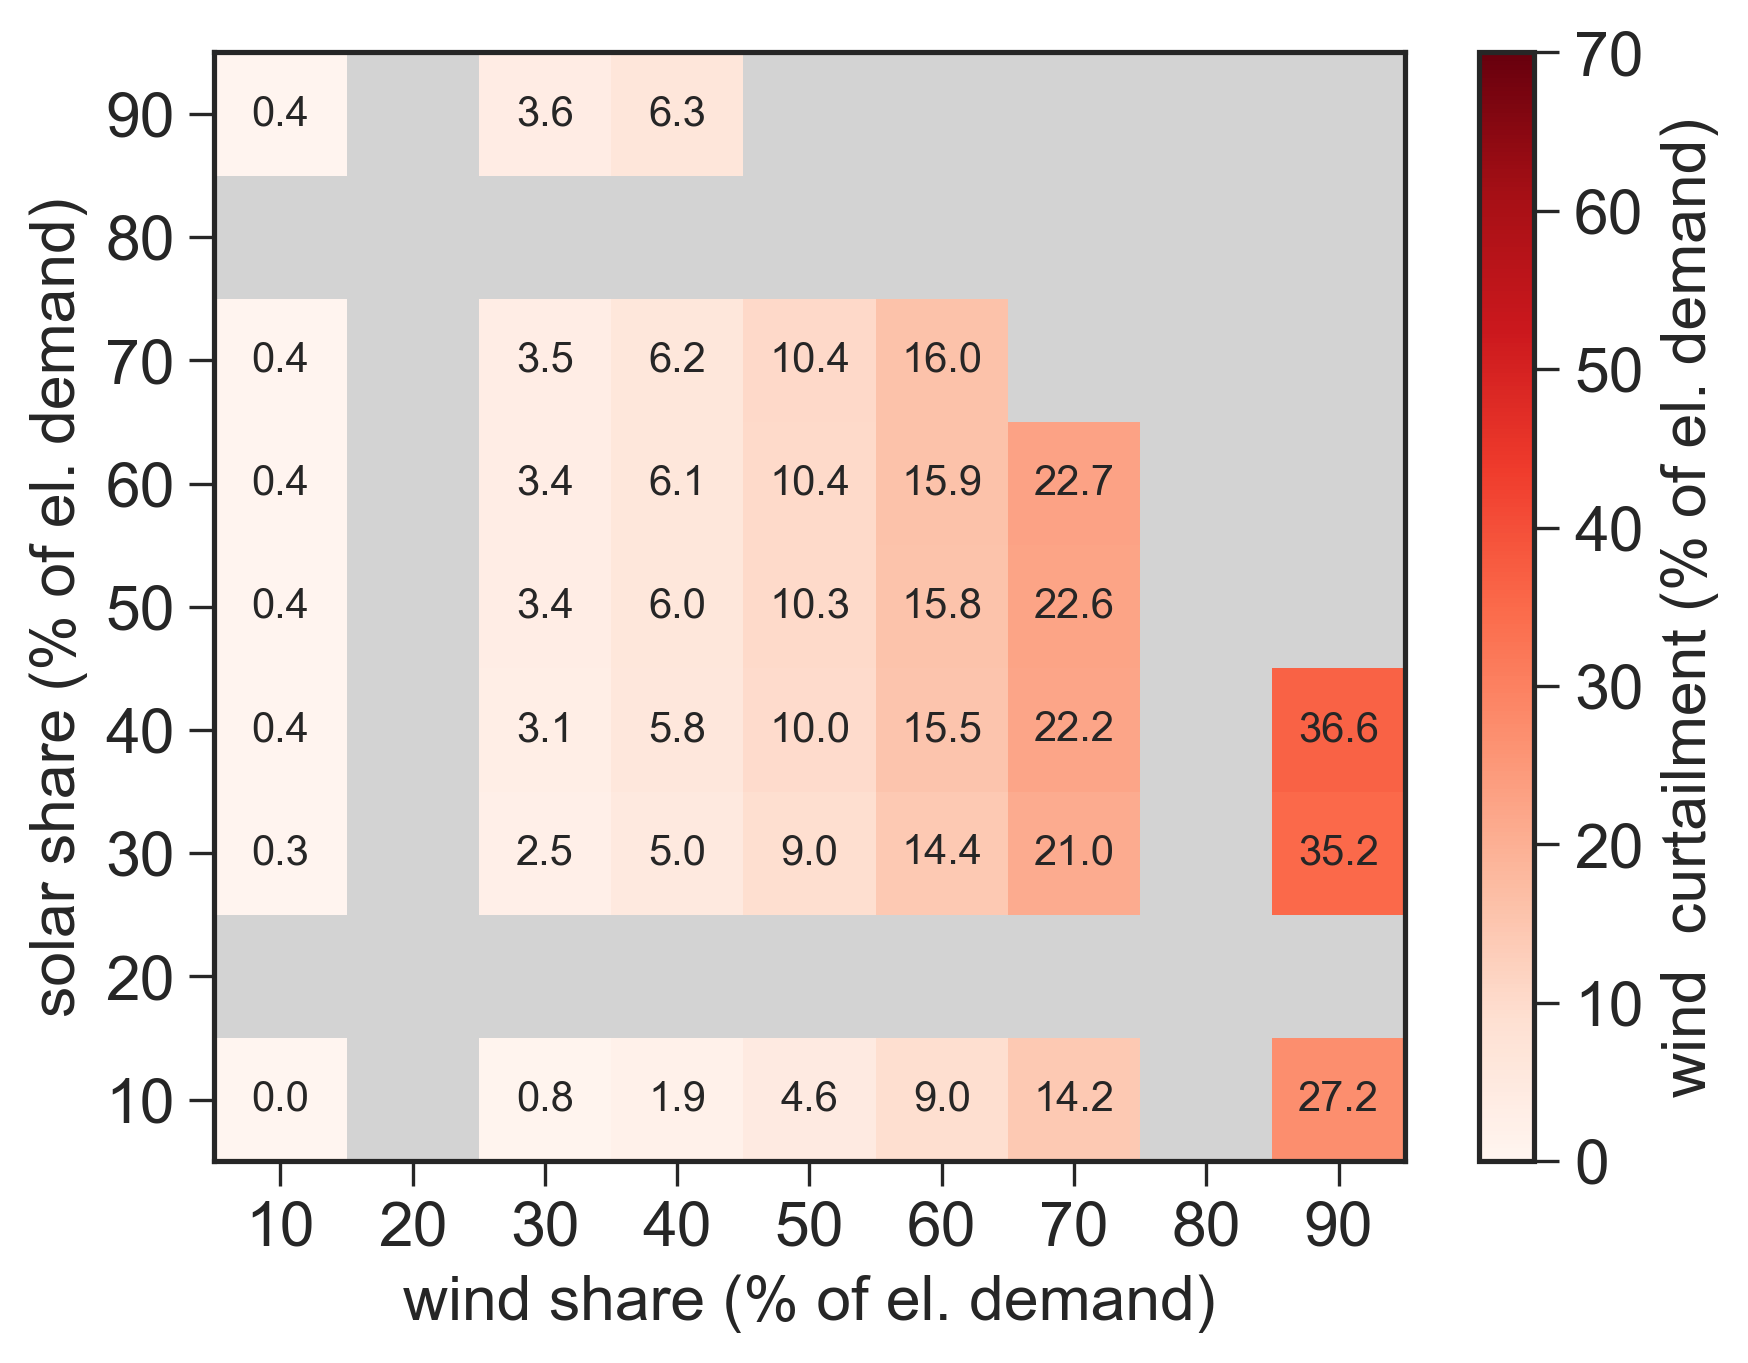 90 0.4 3.6 6.3
80
70 0.4 3.5 6.2 10.4 16.0
60 0.4 3.4 6.1 10.4 15.9 22.7
50 0.4 3.4 6.0 10.3 15.8 22.6
40 0.4 3.1 5.8 10.0 15.5 22.2 36.6
30 0.3 2.5 5.0 9.0 14.4 21.0 35.2
20
10 0.0 0.8 1.9 4.6 9.0 14.2 27.2
10 20 30 40 50 60 70 80 90
wind share (% of el. demand)
solar share (% of el. demand)
70
60
50
40
30
20
10
0
wind curtailment (% of el. demand)